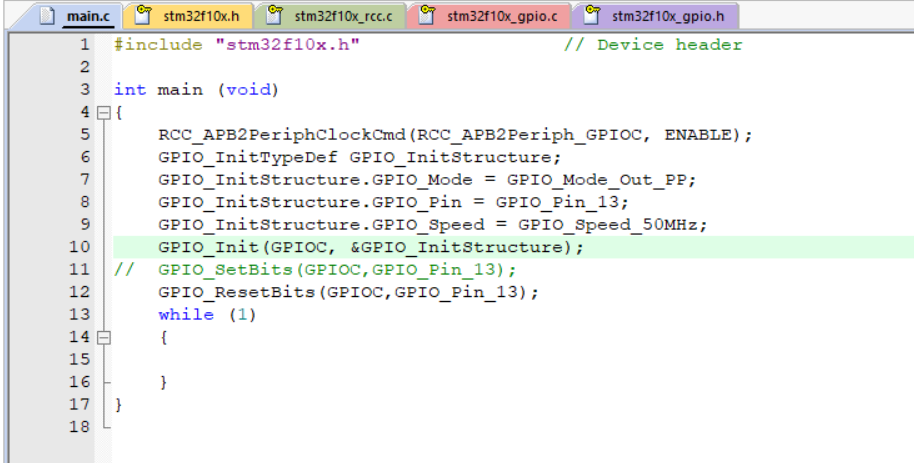 main.c stm32f10x.h stm32f10x_rcc.c stm32f10x_gpio.c stm32f10x_gpio.h
1 #include "stm32f10x.h" // Device header
2
3 int main (void)
4 {
5 RCC_APB2PeriphClockCmd(RCC_APB2Periph_GPIOC, ENABLE);
6 GPIO_InitTypeDef GPIO_InitStructure;
7 GPIO_InitStructure.GPIO_Mode = GPIO_Mode_Out_PP;
8 GPIO_InitStructure.GPIO_Pin = GPIO_Pin_13;
9 GPIO_InitStructure.GPIO_Speed = GPIO_Speed_50MHz;
10 GPIO_Init(GPIOC, &GPIO_InitStructure);
11 // GPIO_SetBits(GPIOC,GPIO_Pin_13);
12 GPIO_ResetBits(GPIOC,GPIO_Pin_13);
13 while (1)
14 {
15
16 }
17 }
18